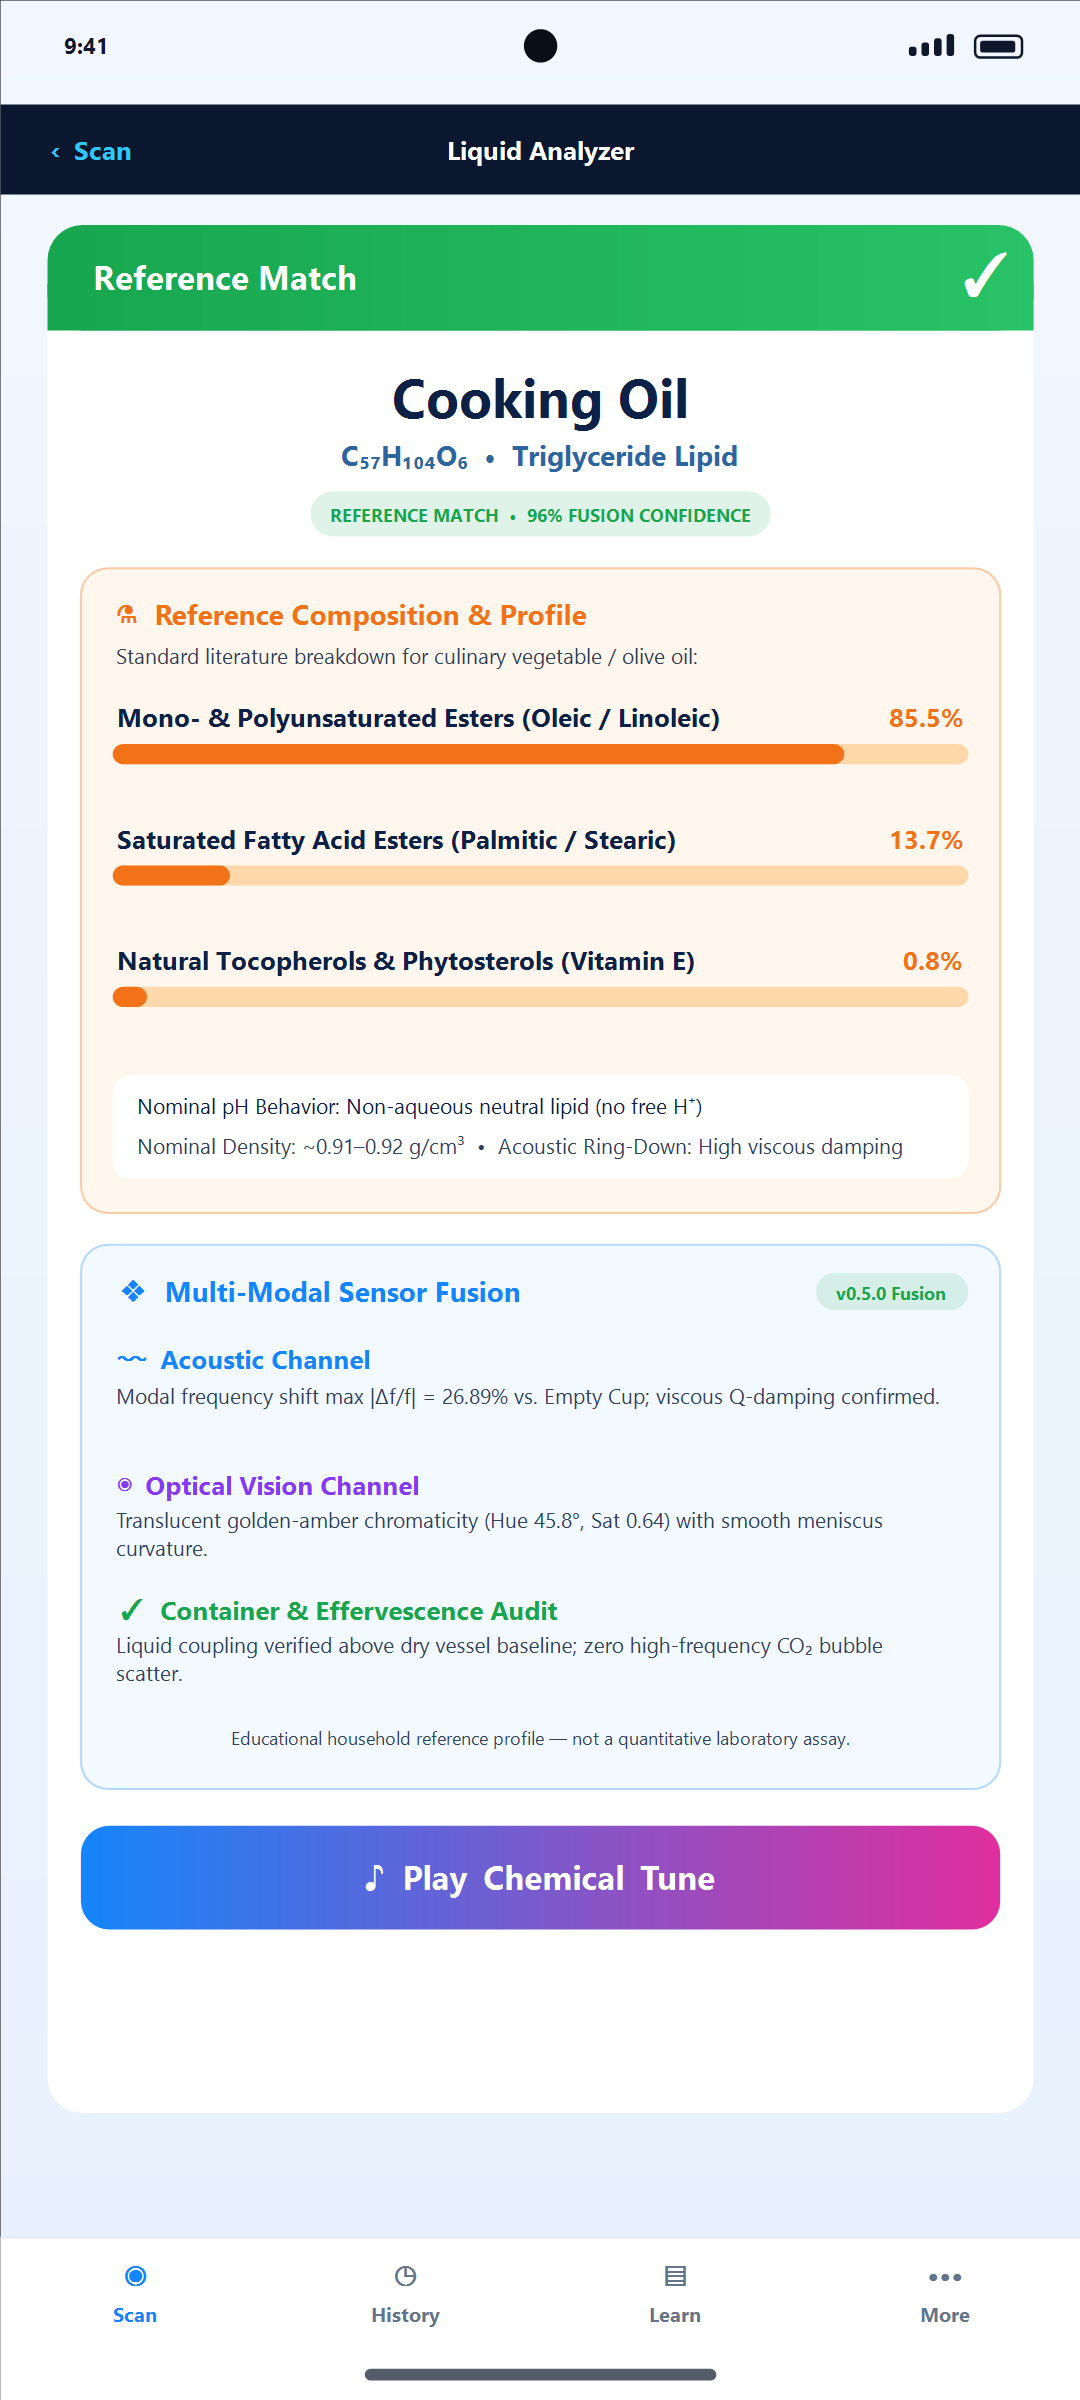 9:41
‹ Scan
Liquid Analyzer
Reference Match ✓
Cooking Oil
C₅₇H₁₀₄O₆ • Triglyceride Lipid
REFERENCE MATCH • 96% FUSION CONFIDENCE
⚗ Reference Composition & Profile
Standard literature breakdown for culinary vegetable / olive oil:
Mono- & Polyunsaturated Esters (Oleic / Linoleic) 85.5%
Saturated Fatty Acid Esters (Palmitic / Stearic) 13.7%
Natural Tocopherols & Phytosterols (Vitamin E) 0.8%
Nominal pH Behavior: Non-aqueous neutral lipid (no free H⁺)
Nominal Density: ~0.91–0.92 g/cm³ • Acoustic Ring-Down: High viscous damping
❖ Multi-Modal Sensor Fusion
v0.5.0 Fusion
Acoustic Channel
Modal frequency shift max |Δf/f| = 26.89% vs. Empty Cup; viscous Q-damping confirmed.
◉ Optical Vision Channel
Translucent golden-amber chromaticity (Hue 45.8°, Sat 0.64) with smooth meniscus
curvature.
✓ Container & Effervescence Audit
Liquid coupling verified above dry vessel baseline; zero high-frequency CO₂ bubble
scatter.
Educational household reference profile — not a quantitative laboratory assay.
♪ Play Chemical Tune
Scan
History
Learn
More